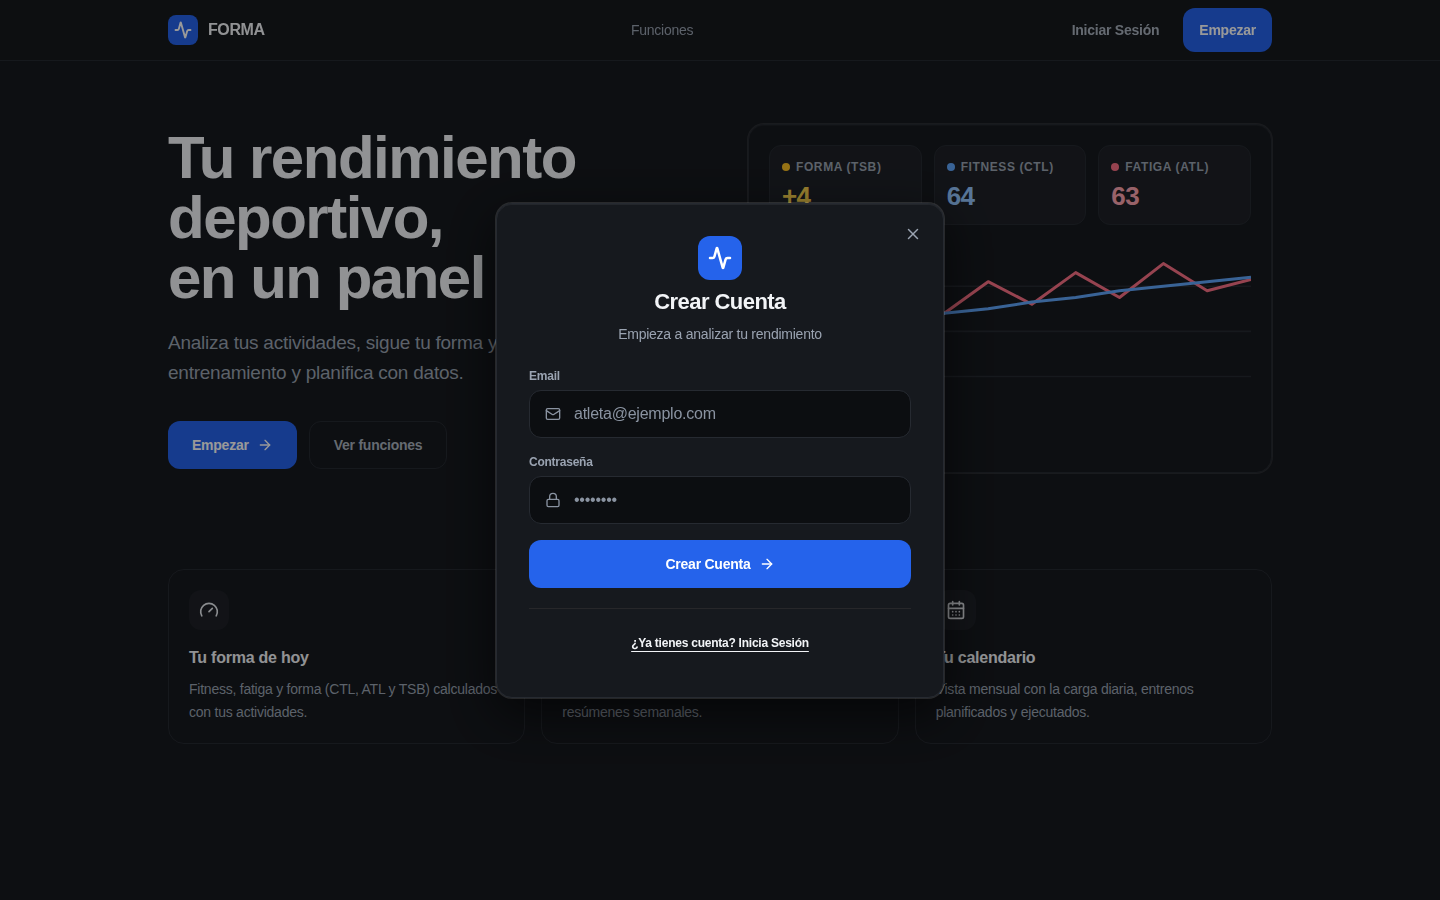 FORMA
Funciones
Iniciar Sesión
Empezar
Tu rendimiento
deportivo,
en un panel
Analiza tus actividades, sigue tu forma y
entrenamiento y planifica con datos.
Empezar
Ver funciones
FORMA (TSB)
+4
FITNESS (CTL)
64
FATIGA (ATL)
63
Crear Cuenta
Empieza a analizar tu rendimiento
Email
atleta@ejemplo.com
Contraseña
••••••••
Crear Cuenta
¿Ya tienes cuenta? Inicia Sesión
Tu forma de hoy
Fitness, fatiga y forma (CTL, ATL y TSB) calculados
con tus actividades.
resúmenes semanales.
Tu calendario
Vista mensual con la carga diaria, entrenos
planificados y ejecutados.